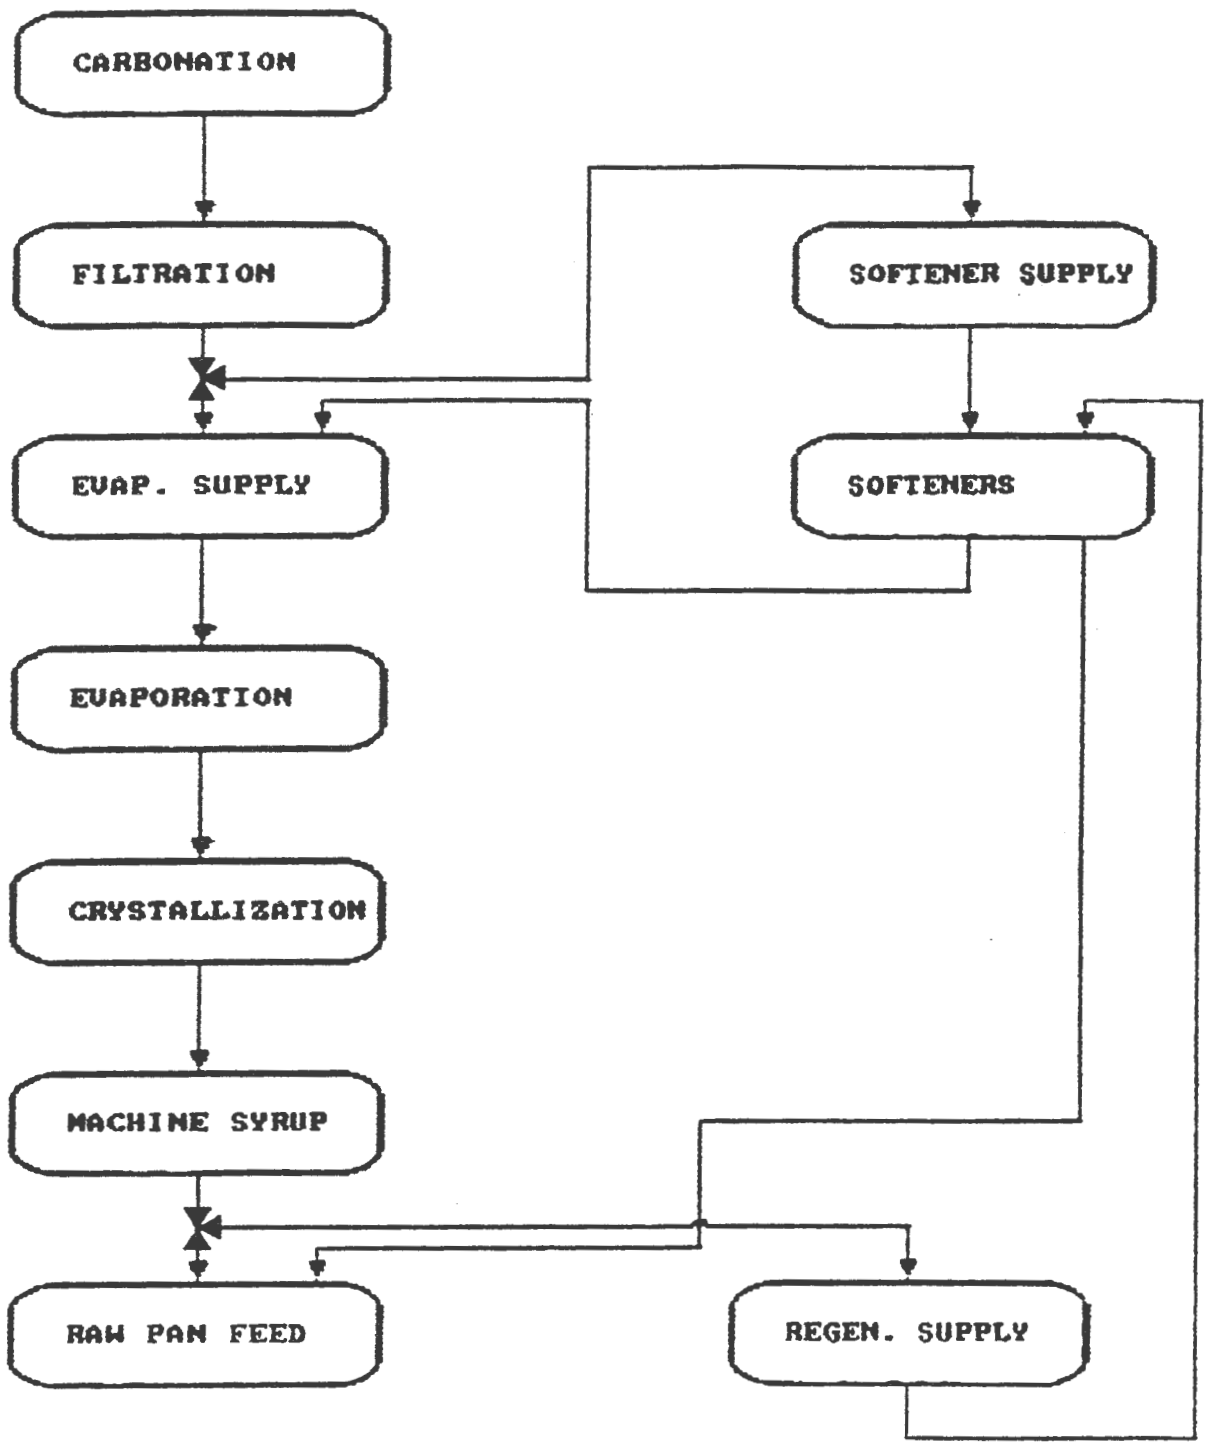 CARBONATION
FILTRATION
SOFTENER SUPPLY
EVAP. SUPPLY
SOFTENERS
EVAPORATION
CRYSTALLIZATION
MACHINE SYRUP
RAW PAN FEED
REGEN. SUPPLY